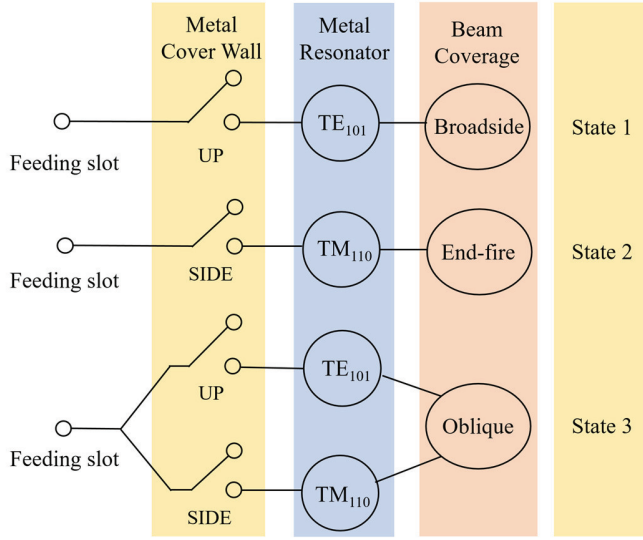 Metal
Cover Wall
Metal
Resonator
Beam
Coverage
Feeding slot
UP
TE₁₀₁
Broadside
State 1
Feeding slot
SIDE
TM₁₁₀
End-fire
State 2
Feeding slot
UP
TE₁₀₁
SIDE
TM₁₁₀
Oblique
State 3